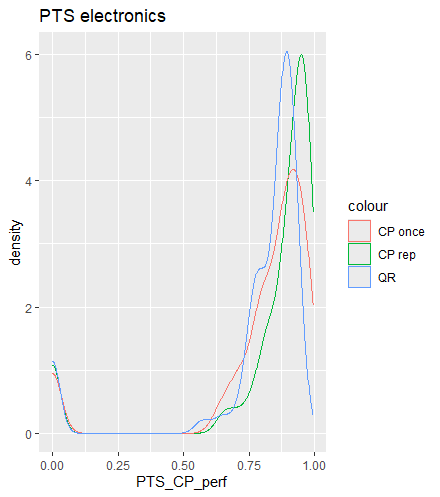 PTS electronics
density
6
4
2
0
0.00 0.25 0.50 0.75 1.00
PTS_CP_perf
colour
CP once
CP rep
QR